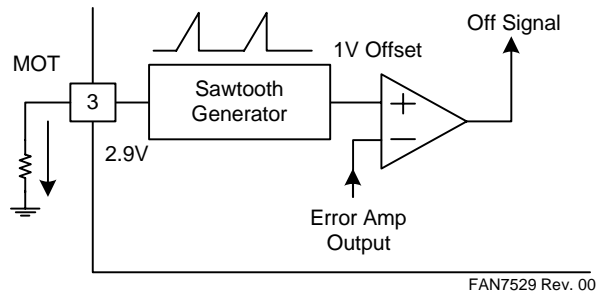 Off Signal
1V Offset
MOT
3
Sawtooth
Generator
+
−
2.9V
Error Amp
Output
FAN7529 Rev. 00